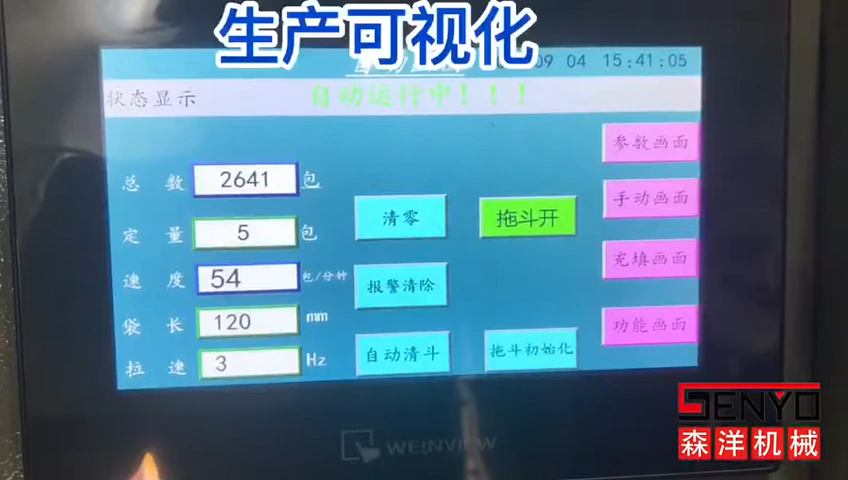 生产可视化
09 04 15:41:05
状态显示
自动运行中!!!
参数画面
总数 2641 包
手动画面
清零
拖斗开
定量 5 包
充填画面
速度 54 包/分钟
报警清除
袋长 120 mm
功能画面
自动清斗
拖斗初始化
拉速 3 Hz
WEINVIEW
SENYO
森洋机械